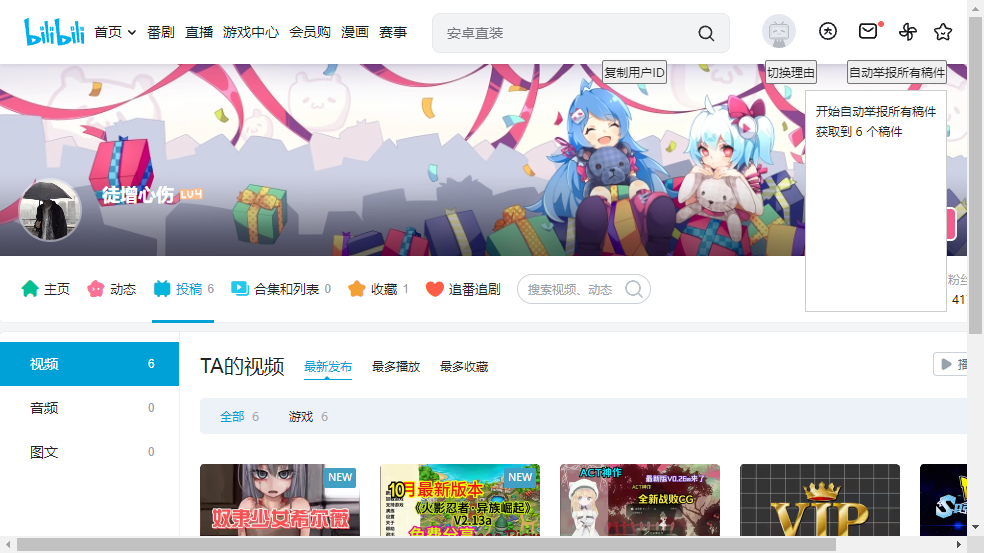 bilibili 首页 番剧 直播 游戏中心 会员购 漫画 赛事 安卓直装
复制用户ID 切换理由 自动举报所有稿件
开始自动举报所有稿件
获取到 6 个稿件
徒增心伤 LV4
主页 动态 投稿 6 合集和列表 0 收藏 1 追番追剧 搜索视频、动态
粉丝
41
视频 6
音频 0
图文 0
TA的视频 最新发布 最多播放 最多收藏
全部 6 游戏 6
NEW
奴隶少女希尔薇
NEW
10月最新版本
《火影忍者·异族崛起》
V2.13a
免费分享
ACT神作
最新版V0.26a来了
ACT神作
全新战败CG
VIP